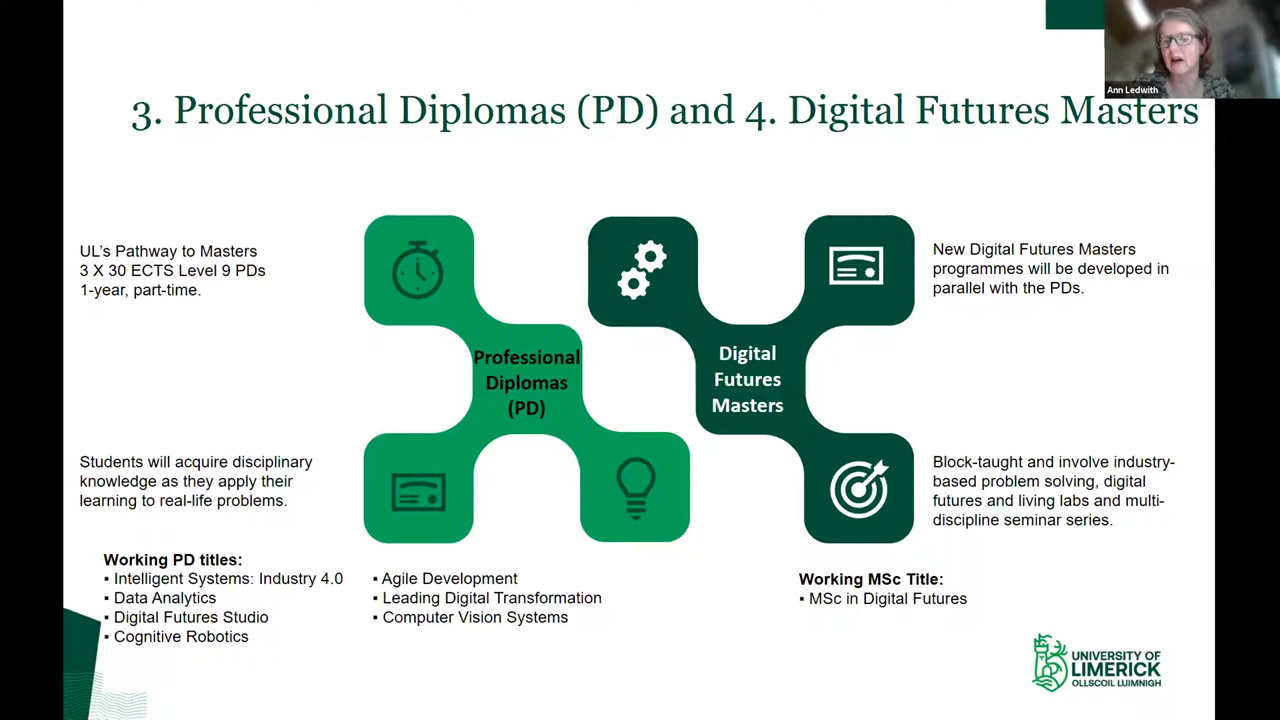 Ann Ledwith
3. Professional Diplomas (PD) and 4. Digital Futures Masters
UL's Pathway to Masters
3 X 30 ECTS Level 9 PDs
1-year, part-time.
Students will acquire disciplinary
knowledge as they apply their
learning to real-life problems.
Professional
Diplomas
(PD)
Digital
Futures
Masters
New Digital Futures Masters
programmes will be developed in
parallel with the PDs.
Block-taught and involve industry-
based problem solving, digital
futures and living labs and multi-
discipline seminar series.
Working PD titles:
▪ Intelligent Systems: Industry 4.0
▪ Data Analytics
▪ Digital Futures Studio
▪ Cognitive Robotics
▪ Agile Development
▪ Leading Digital Transformation
▪ Computer Vision Systems
Working MSc Title:
▪ MSc in Digital Futures
UNIVERSITY OF
LIMERICK
OLLSCOIL LUIMNIGH